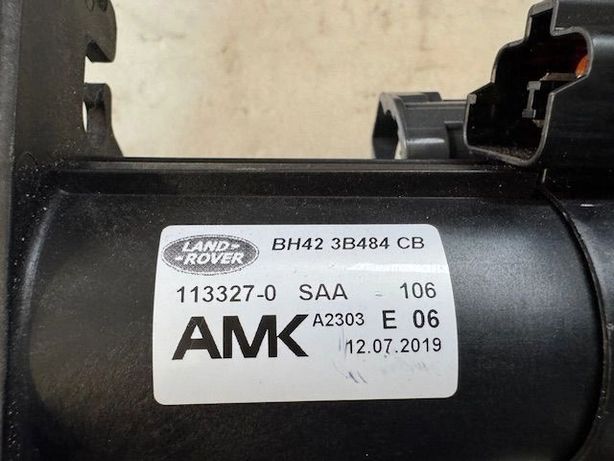 LAND-
-ROVER
BH42 3B484 CB
113327-0 SAA - 106
AMK A2303 E 06
12.07.2019